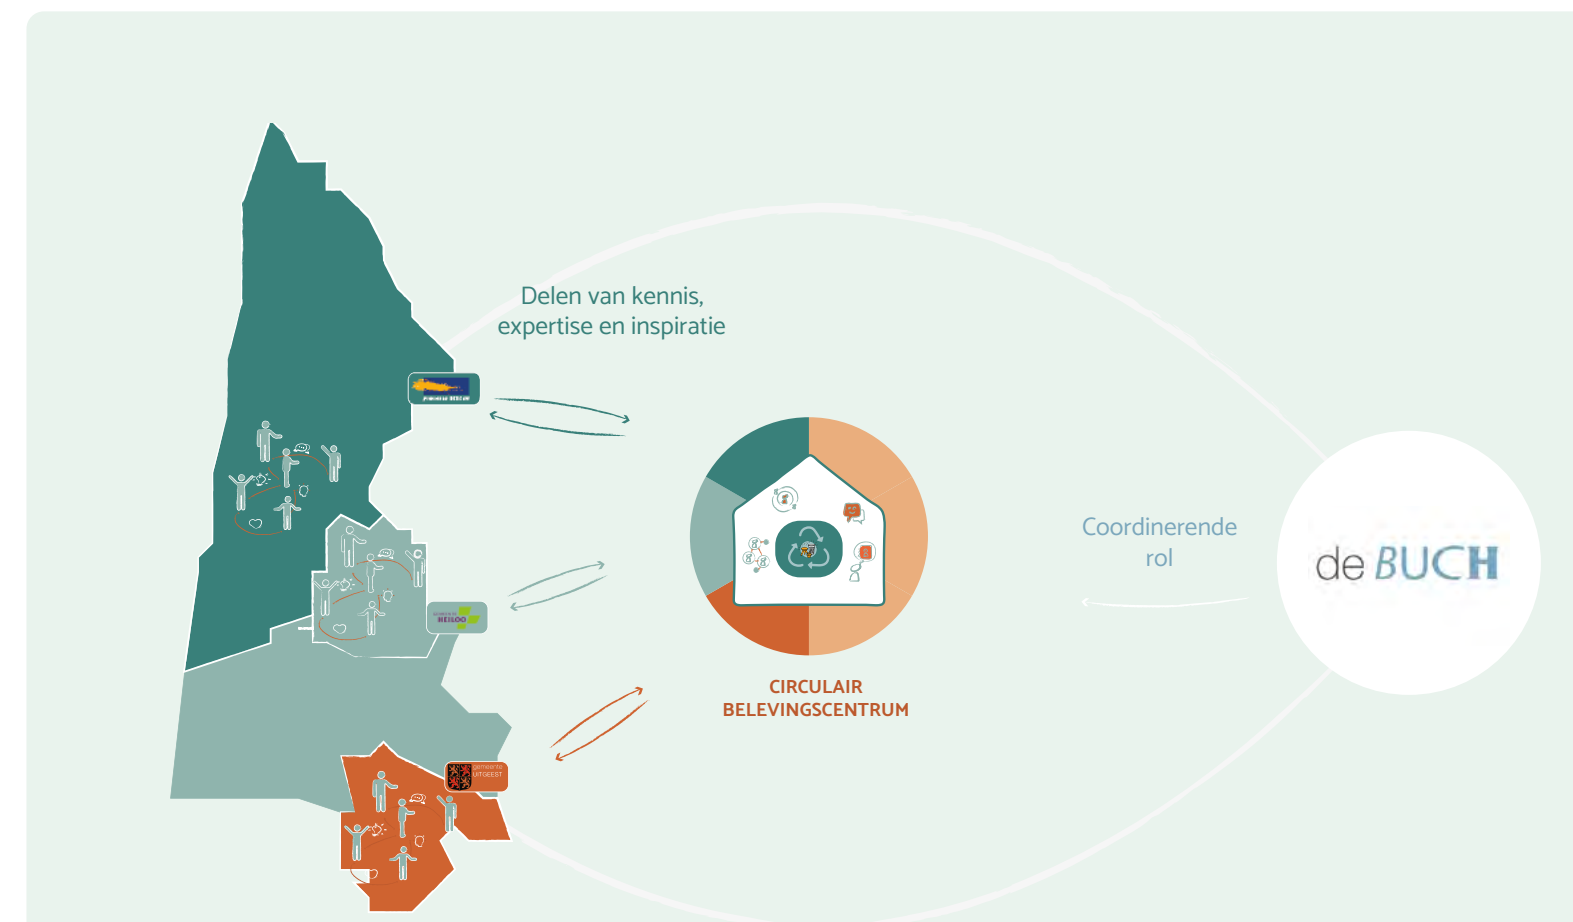 Delen van kennis,
expertise en inspiratie
Coordinerende
rol
de BUCH
HEILOO
CIRCULAIR
BELEVINGSCENTRUM
gemeente
UITGEEST